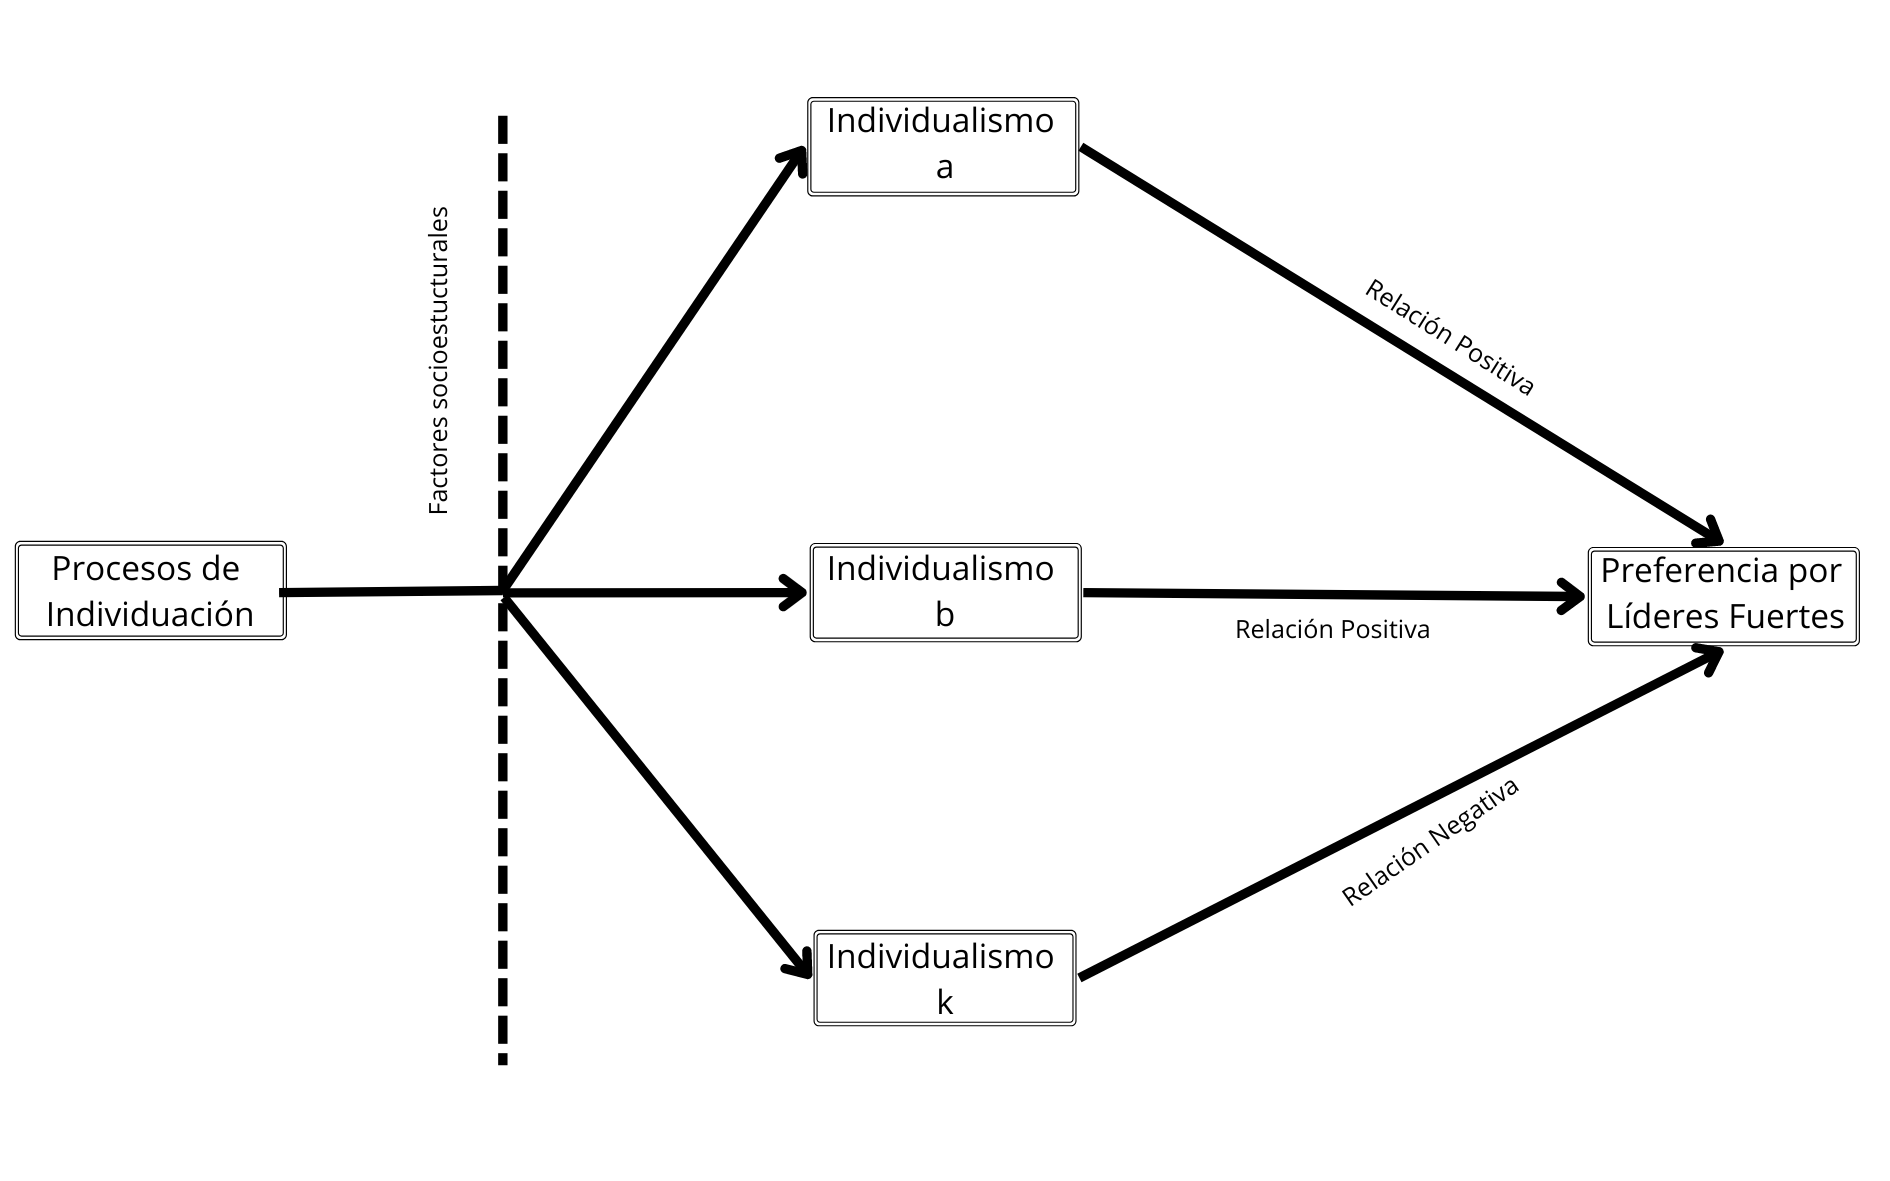 Individualismo
a
Factores socioestucturales
Relación Positiva
Procesos de
Individuación
Individualismo
b
Relación Positiva
Preferencia por
Líderes Fuertes
Relación Negativa
Individualismo
k